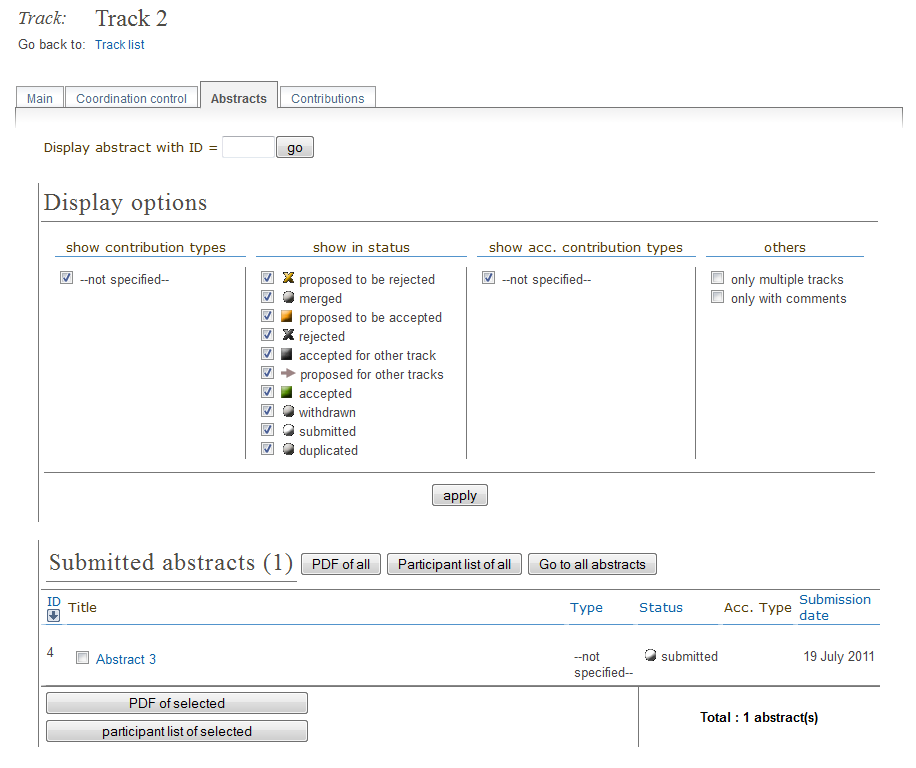 Track: Track 2
Go back to: Track list
Main Coordination control Abstracts Contributions
Display abstract with ID = go
Display options
show contribution types show in status show acc. contribution types others
--not specified-- proposed to be rejected --not specified-- only multiple tracks
merged only with comments
proposed to be accepted
rejected
accepted for other track
proposed for other tracks
accepted
withdrawn
submitted
duplicated
apply
Submitted abstracts (1) PDF of all Participant list of all Go to all abstracts
ID Title Type Status Acc. Type Submission
date
4 Abstract 3 --not submitted 19 July 2011
specified--
PDF of selected
Total : 1 abstract(s)
participant list of selected